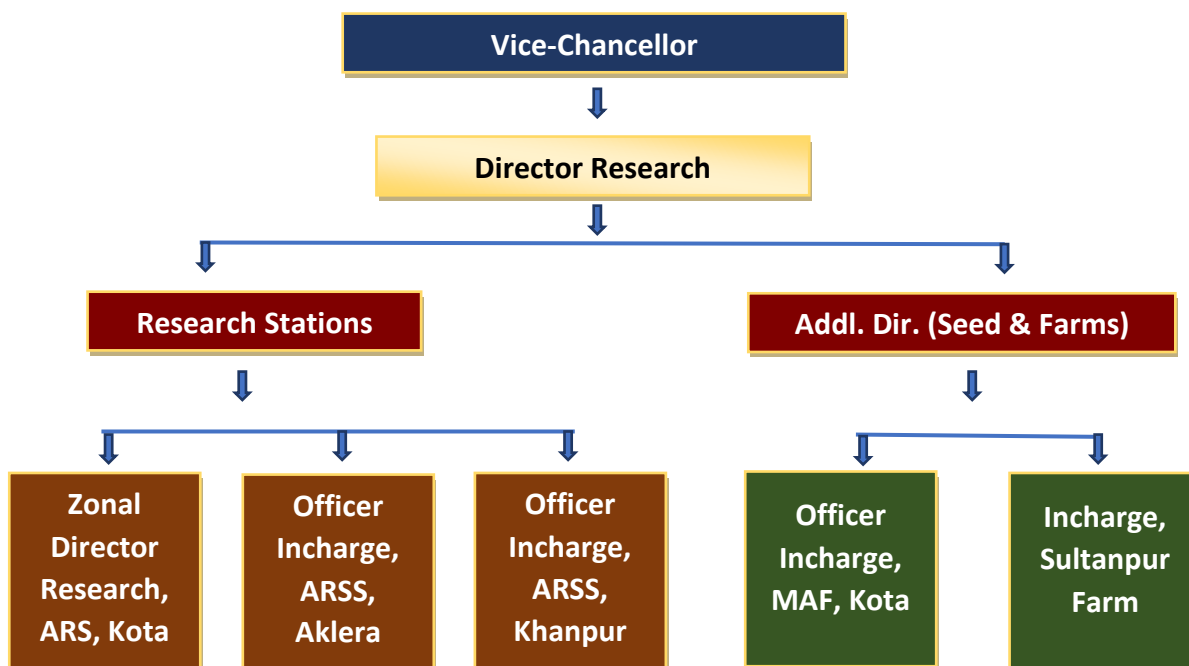 Vice-Chancellor
Director Research
Research Stations
Addl. Dir. (Seed & Farms)
Zonal
Director
Research,
ARS, Kota
Officer
Incharge,
ARSS,
Aklera
Officer
Incharge,
ARSS,
Khanpur
Officer
Incharge,
MAF, Kota
Incharge,
Sultanpur
Farm